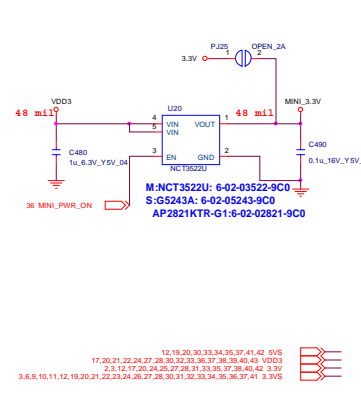 PJ25 OPEN_2A
3.3V 1 2
VDD3 U20 MINI_3.3V
48 mil 48 mil
4 VIN VOUT 1
5 VIN
3 EN GND 2
NCT3522U
C480
1u_6.3V_Y5V_04
C490
0.1u_16V_Y5V_
M:NCT3522U: 6-02-03522-9C0
S:G5243A: 6-02-05243-9C0
AP2821KTR-G1:6-02-02821-9C0
36 MINI_PWR_ON
12,19,20,30,33,34,35,37,41,42 5VS
17,20,21,22,24,27,28,30,32,33,36,37,38,39,40,43 VDD3
2,3,12,17,20,24,25,27,28,31,33,35,37,38,40,42 3.3V
3,6,9,10,11,12,19,20,21,22,23,24,26,27,28,30,31,32,33,34,35,36,37,41 3.3VS